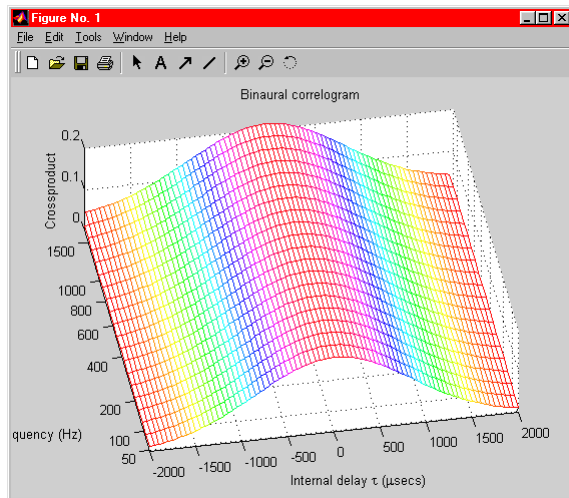 Figure No. 1
File Edit Tools Window Help
A
Binaural correlogram
Crossproduct
0.2
0.1
0
1500
1000
800
600
400
200
100
50
quency (Hz)
-2000 -1500 -1000 -500 0 500 1000 1500 2000
Internal delay τ (μsecs)